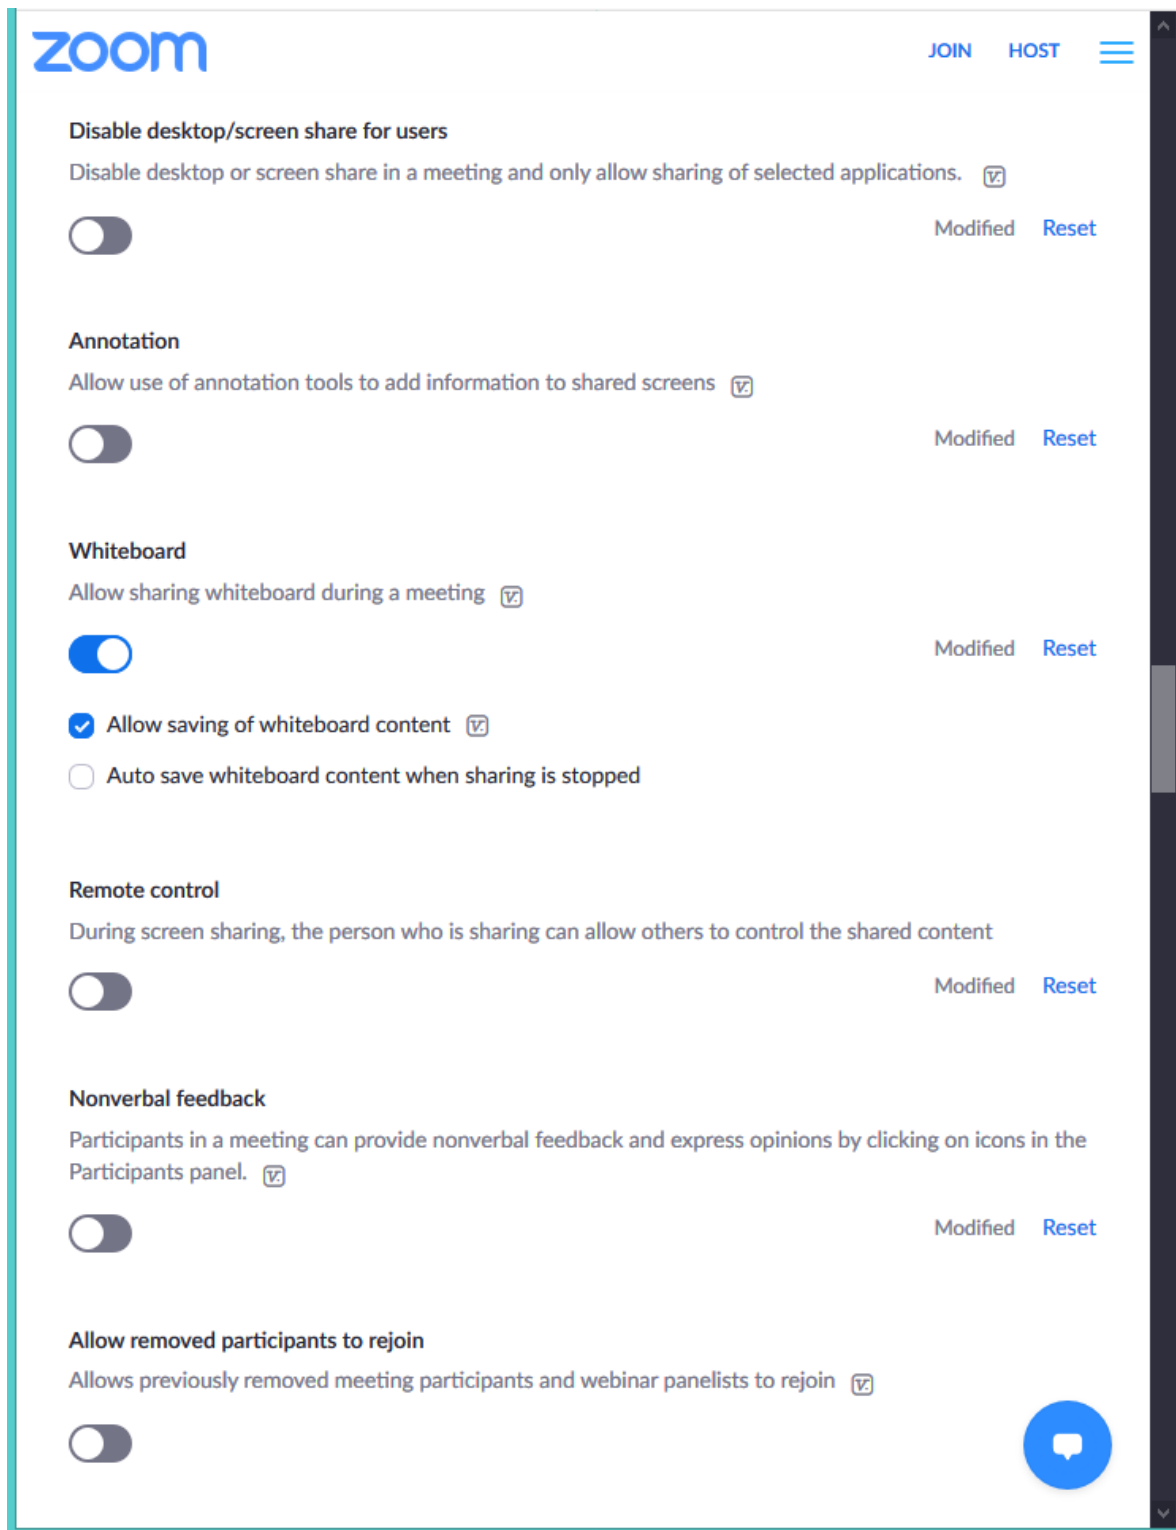 zoom
JOIN HOST
Disable desktop/screen share for users
Disable desktop or screen share in a meeting and only allow sharing of selected applications. v.
Modified Reset
Annotation
Allow use of annotation tools to add information to shared screens v.
Modified Reset
Whiteboard
Allow sharing whiteboard during a meeting v.
Modified Reset
Allow saving of whiteboard content v.
Auto save whiteboard content when sharing is stopped
Remote control
During screen sharing, the person who is sharing can allow others to control the shared content
Modified Reset
Nonverbal feedback
Participants in a meeting can provide nonverbal feedback and express opinions by clicking on icons in the
Participants panel. v.
Modified Reset
Allow removed participants to rejoin
Allows previously removed meeting participants and webinar panelists to rejoin v.